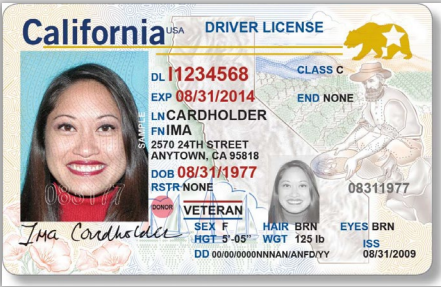 California USA DRIVER LICENSE
DL I1234568 CLASS C
EXP 08/31/2014 END NONE
LN CARDHOLDER
FN IMA
2570 24TH STREET
ANYTOWN, CA 95818
DOB 08/31/1977
RSTR NONE 08311977
SAMPLE
083177
DONOR
VETERAN
Ima Cardholder
SEX F HAIR BRN EYES BRN
HGT 5'-05" WGT 125 lb ISS
DD 00/00/0000NNNAN/ANFD/YY 08/31/2009